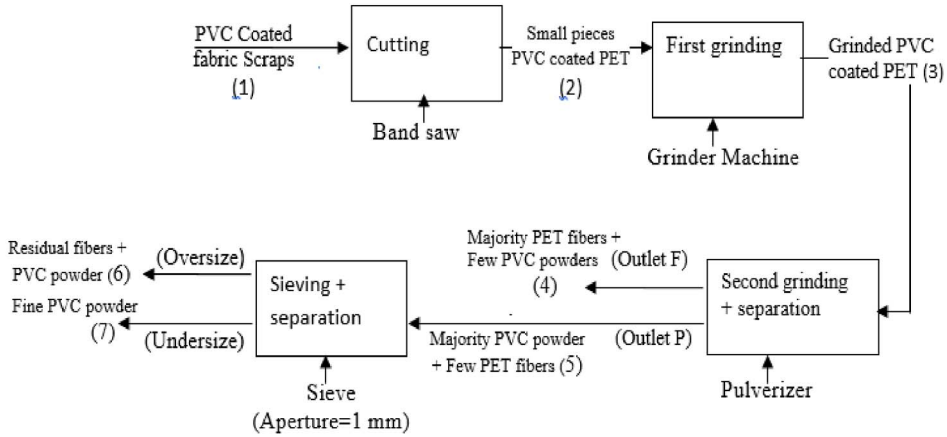 PVC Coated
fabric Scraps
(1)
Cutting
Band saw
Small pieces
PVC coated PET
(2)
First grinding
Grinder Machine
Grinded PVC
coated PET (3)
Second grinding
+ separation
Pulverizer
Majority PET fibers +
Few PVC powders (Outlet F)
(4)
(Outlet P)
Majority PVC powder
+ Few PET fibers (5)
Sieving +
separation
Sieve
(Aperture=1 mm)
(Oversize)
Residual fibers +
PVC powder (6)
Fine PVC powder
(7)
(Undersize)